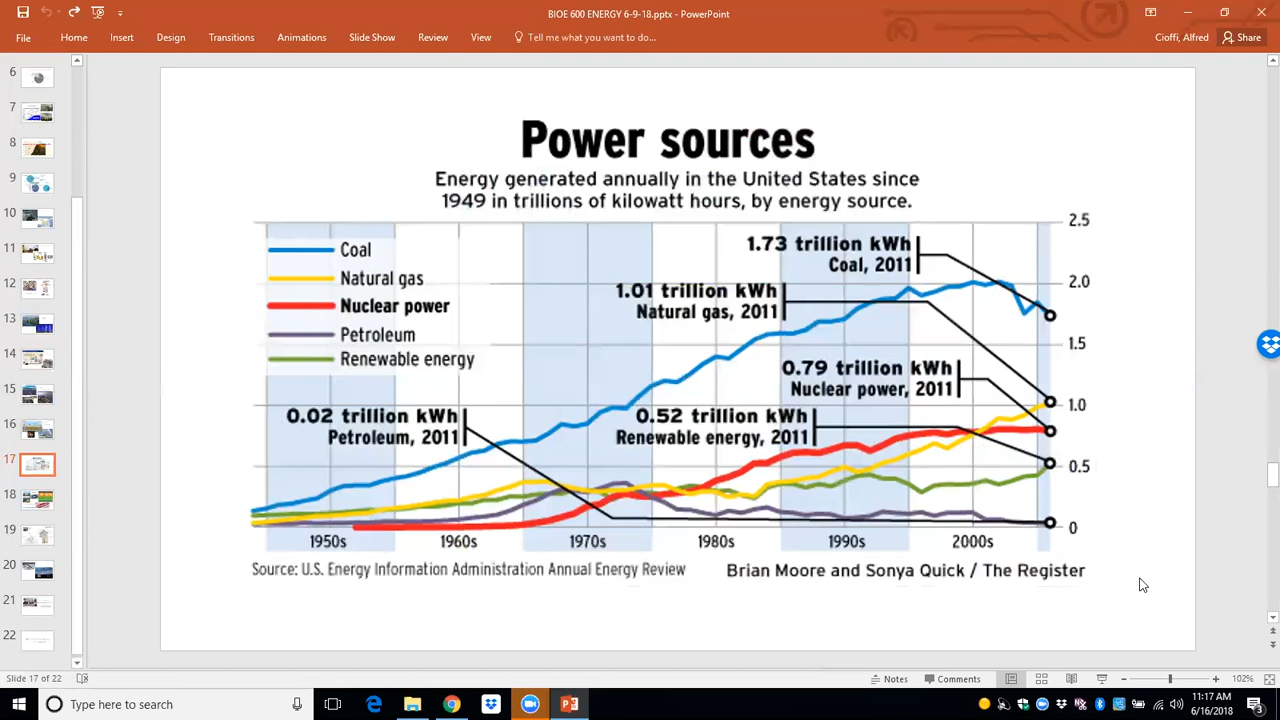 BIOE 600 ENERGY 6-9-18.pptx - PowerPoint
File Home Insert Design Transitions Animations Slide Show Review View Tell me what you want to do... Cioffi, Alfred Share
6
7
8
9
10
11
12
13
14
15
16
17
18
19
20
21
22
Power sources
Energy generated annually in the United States since
1949 in trillions of kilowatt hours, by energy source.
2.5
Coal
1.73 trillion kWh
Coal, 2011
Natural gas
2.0
1.01 trillion kWh
Natural gas, 2011
Nuclear power
Petroleum
1.5
Renewable energy
0.79 trillion kWh
Nuclear power, 2011
1.0
0.02 trillion kWh
Petroleum, 2011
0.52 trillion kWh
Renewable energy, 2011
0.5
0
1950s 1960s 1970s 1980s 1990s 2000s
Source: U.S. Energy Information Administration Annual Energy Review
Brian Moore and Sonya Quick / The Register
Slide 17 of 22 Notes Comments 102%
Type here to search
11:17 AM
6/16/2018